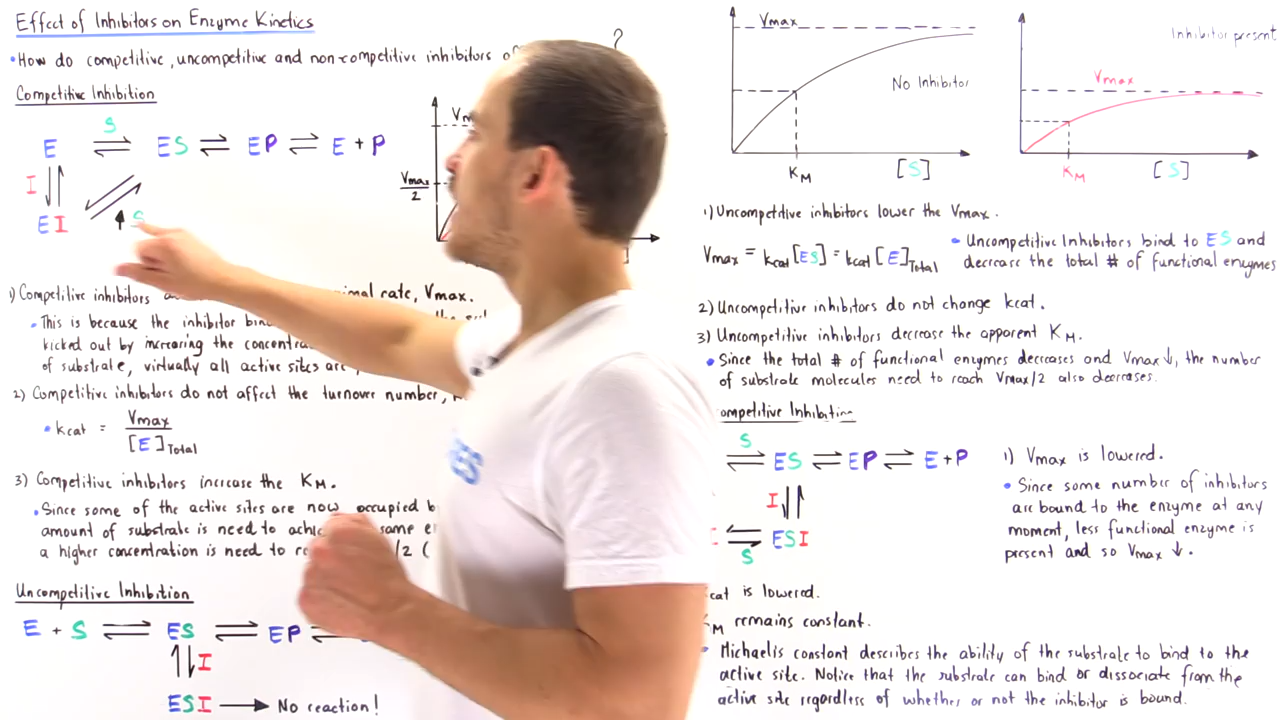 Effect of Inhibitors on Enzyme Kinetics
• How do competitive, uncompetitive and non-competitive inhibitors ?
Competitive Inhibition
E S ES EP E + P
I
EI
↑ S
Vmax/2
1) Competitive inhibitors rate, Vmax.
• This is because the inhibitor
kicked out by increasing the
of substrate, virtually all active sites are
2) Competitive inhibitors do not affect the turnover number,
• kcat = Vmax / [E]Total
3) Competitive inhibitors increase the KM.
• Since some of the active sites are now occupied
amount of substrate is need to same
a higher concentration is need to /2 (
Uncompetitive Inhibition
E + S ES EP
I
ESI → No reaction!
Vmax
No Inhibitor
KM [S]
Inhibitor present
Vmax
KM [S]
1) Uncompetitive inhibitors lower the Vmax.
Vmax = kcat [ES] = kcat [E]Total
• Uncompetitive Inhibitors bind to ES and
decrease the total # of functional enzymes
2) Uncompetitive inhibitors do not change kcat.
3) Uncompetitive inhibitors decrease the apparent KM.
• Since the total # of functional enzymes decreases and Vmax↓, the number
of substrate molecules need to reach Vmax/2 also decreases.
Inhibition
S ES EP E + P
I
S ESI
1) Vmax is lowered.
• Since some number of inhibitors
are bound to the enzyme at any
moment, less functional enzyme is
present and so Vmax ↓.
is lowered.
remains constant.
• Michaelis constant describes the ability of the substrate to bind to the
active site. Notice that the substrate can bind or dissociate from the
active site regardless of whether or not the inhibitor is bound.